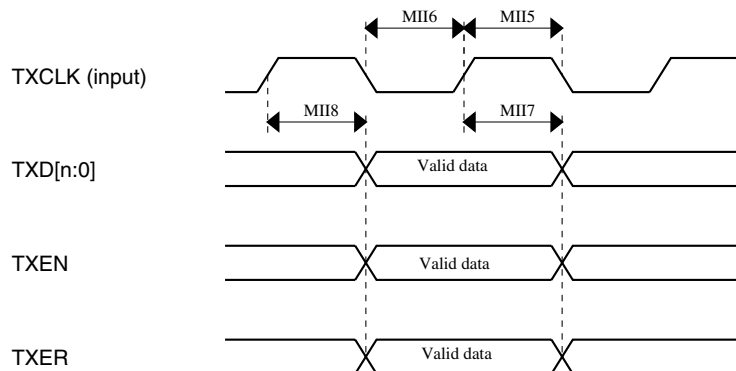 MII6 MII5
TXCLK (input)
MII8 MII7
TXD[n:0] Valid data
TXEN Valid data
TXER Valid data